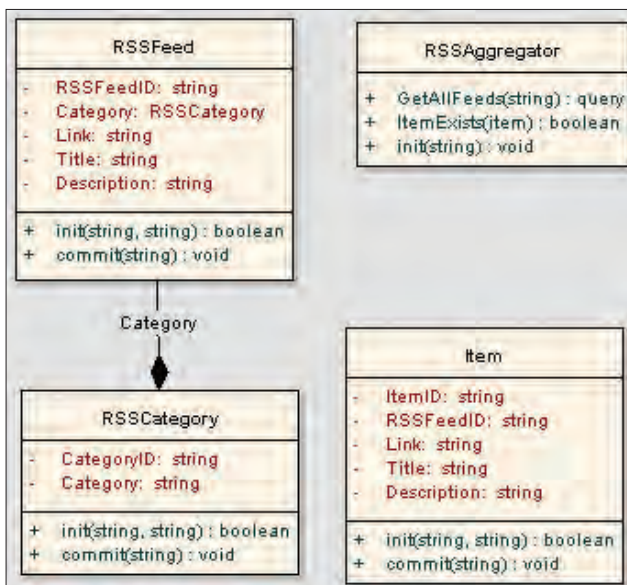 RSSFeed
- RSSFeedID: string
- Category: RSSCategory
- Link: string
- Title: string
- Description: string
+ init(string, string) : boolean
+ commit(string) : void
Category
RSSCategory
- CategoryID: string
- Category: string
+ init(string, string) : boolean
+ commit(string) : void
RSSAggregator
+ GetAllFeeds(string) : query
+ ItemExists(item) : boolean
+ init(string) : void
Item
- ItemID: string
- RSSFeedID: string
- Link: string
- Title: string
- Description: string
+ init(string, string) : boolean
+ commit(string) : void